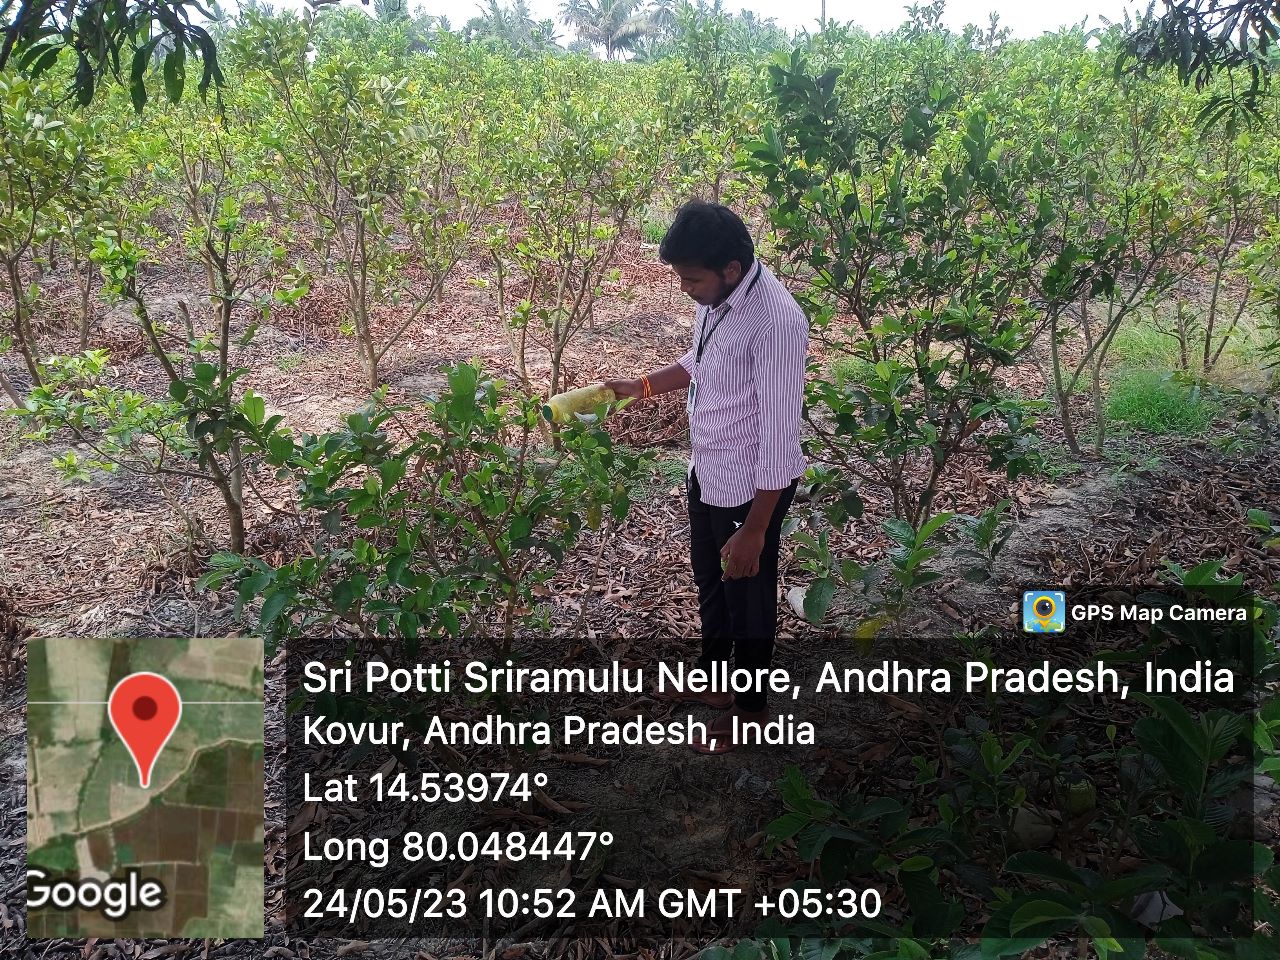 GPS Map Camera
Sri Potti Sriramulu Nellore, Andhra Pradesh, India
Kovur, Andhra Pradesh, India
Lat 14.53974°
Long 80.048447°
24/05/23 10:52 AM GMT +05:30
Google